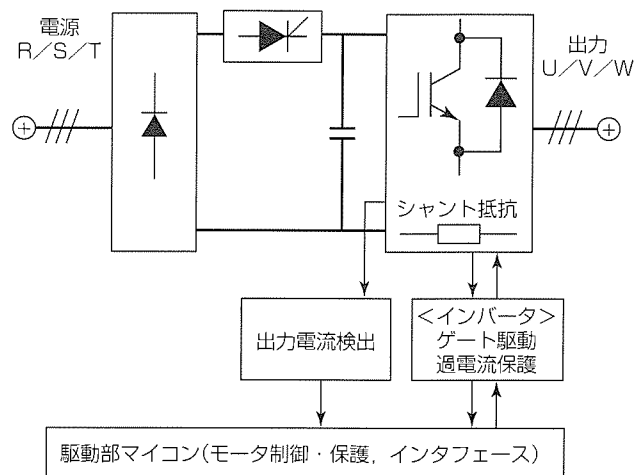 電源
R／S／T
出力
U／V／W
シャント抵抗
出力電流検出
＜インバータ＞
ゲート駆動
過電流保護
駆動部マイコン(モータ制御・保護，インタフェース)